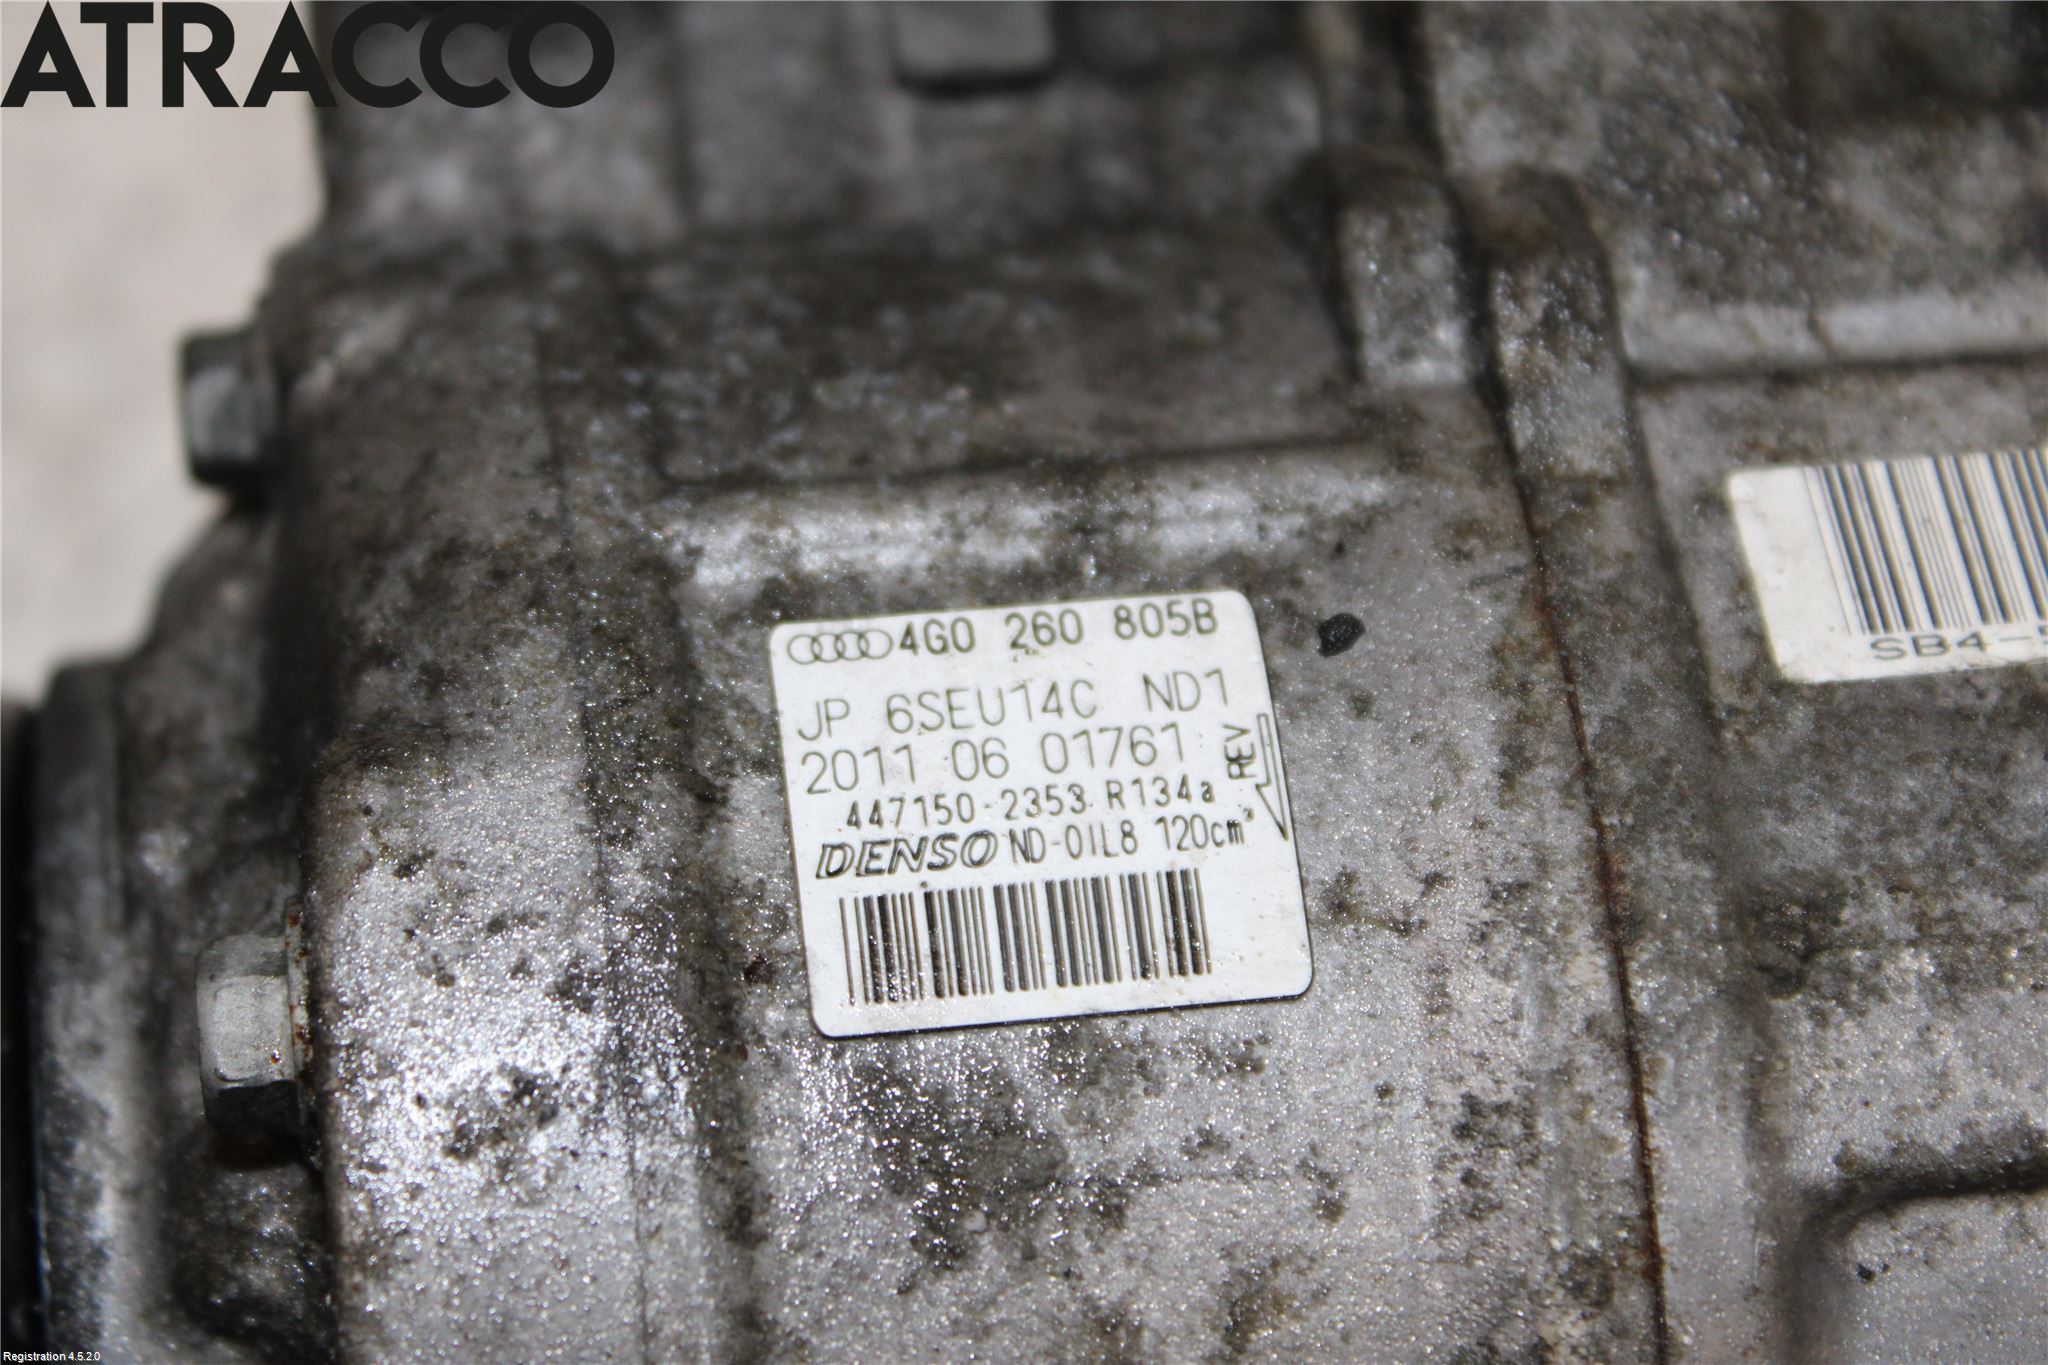 ATRACCO
4G0 260 805B
JP 6SEU14C ND1
2011 06 01761
REV
447150-2353 R134a
DENSO ND-OIL8 120cm³
SB4-
Registration 4.5.2.0